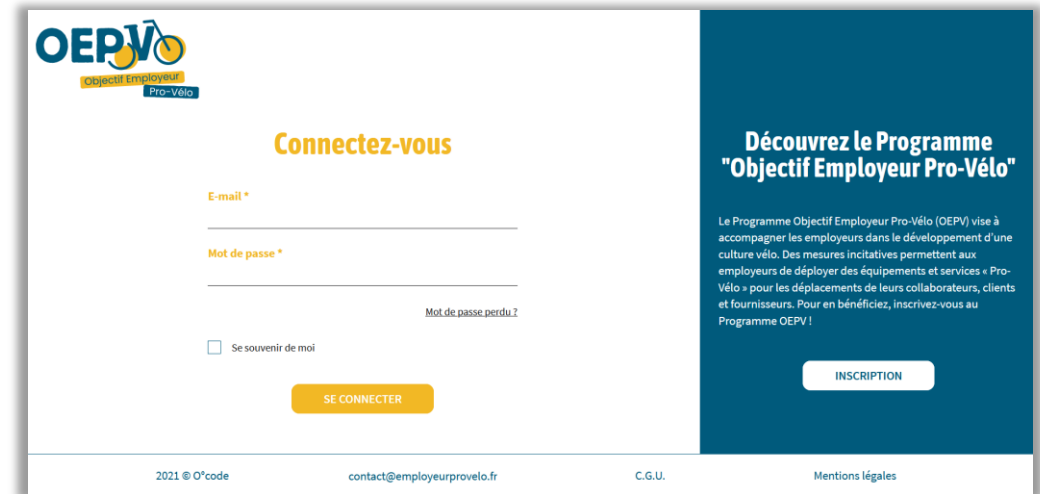 OEPV
Objectif Employeur
Pro-Vélo
Connectez-vous
E-mail *
Mot de passe *
Mot de passe perdu ?
Se souvenir de moi
SE CONNECTER
Découvrez le Programme
"Objectif Employeur Pro-Vélo"
Le Programme Objectif Employeur Pro-Vélo (OEPV) vise à
accompagner les employeurs dans le développement d'une
culture vélo. Des mesures incitatives permettent aux
employeurs de déployer des équipements et services « Pro-
Vélo » pour les déplacements de leurs collaborateurs, clients
et fournisseurs. Pour en bénéficiez, inscrivez-vous au
Programme OEPV !
INSCRIPTION
2021 © O°code
contact@employeurprovelo.fr
C.G.U.
Mentions légales